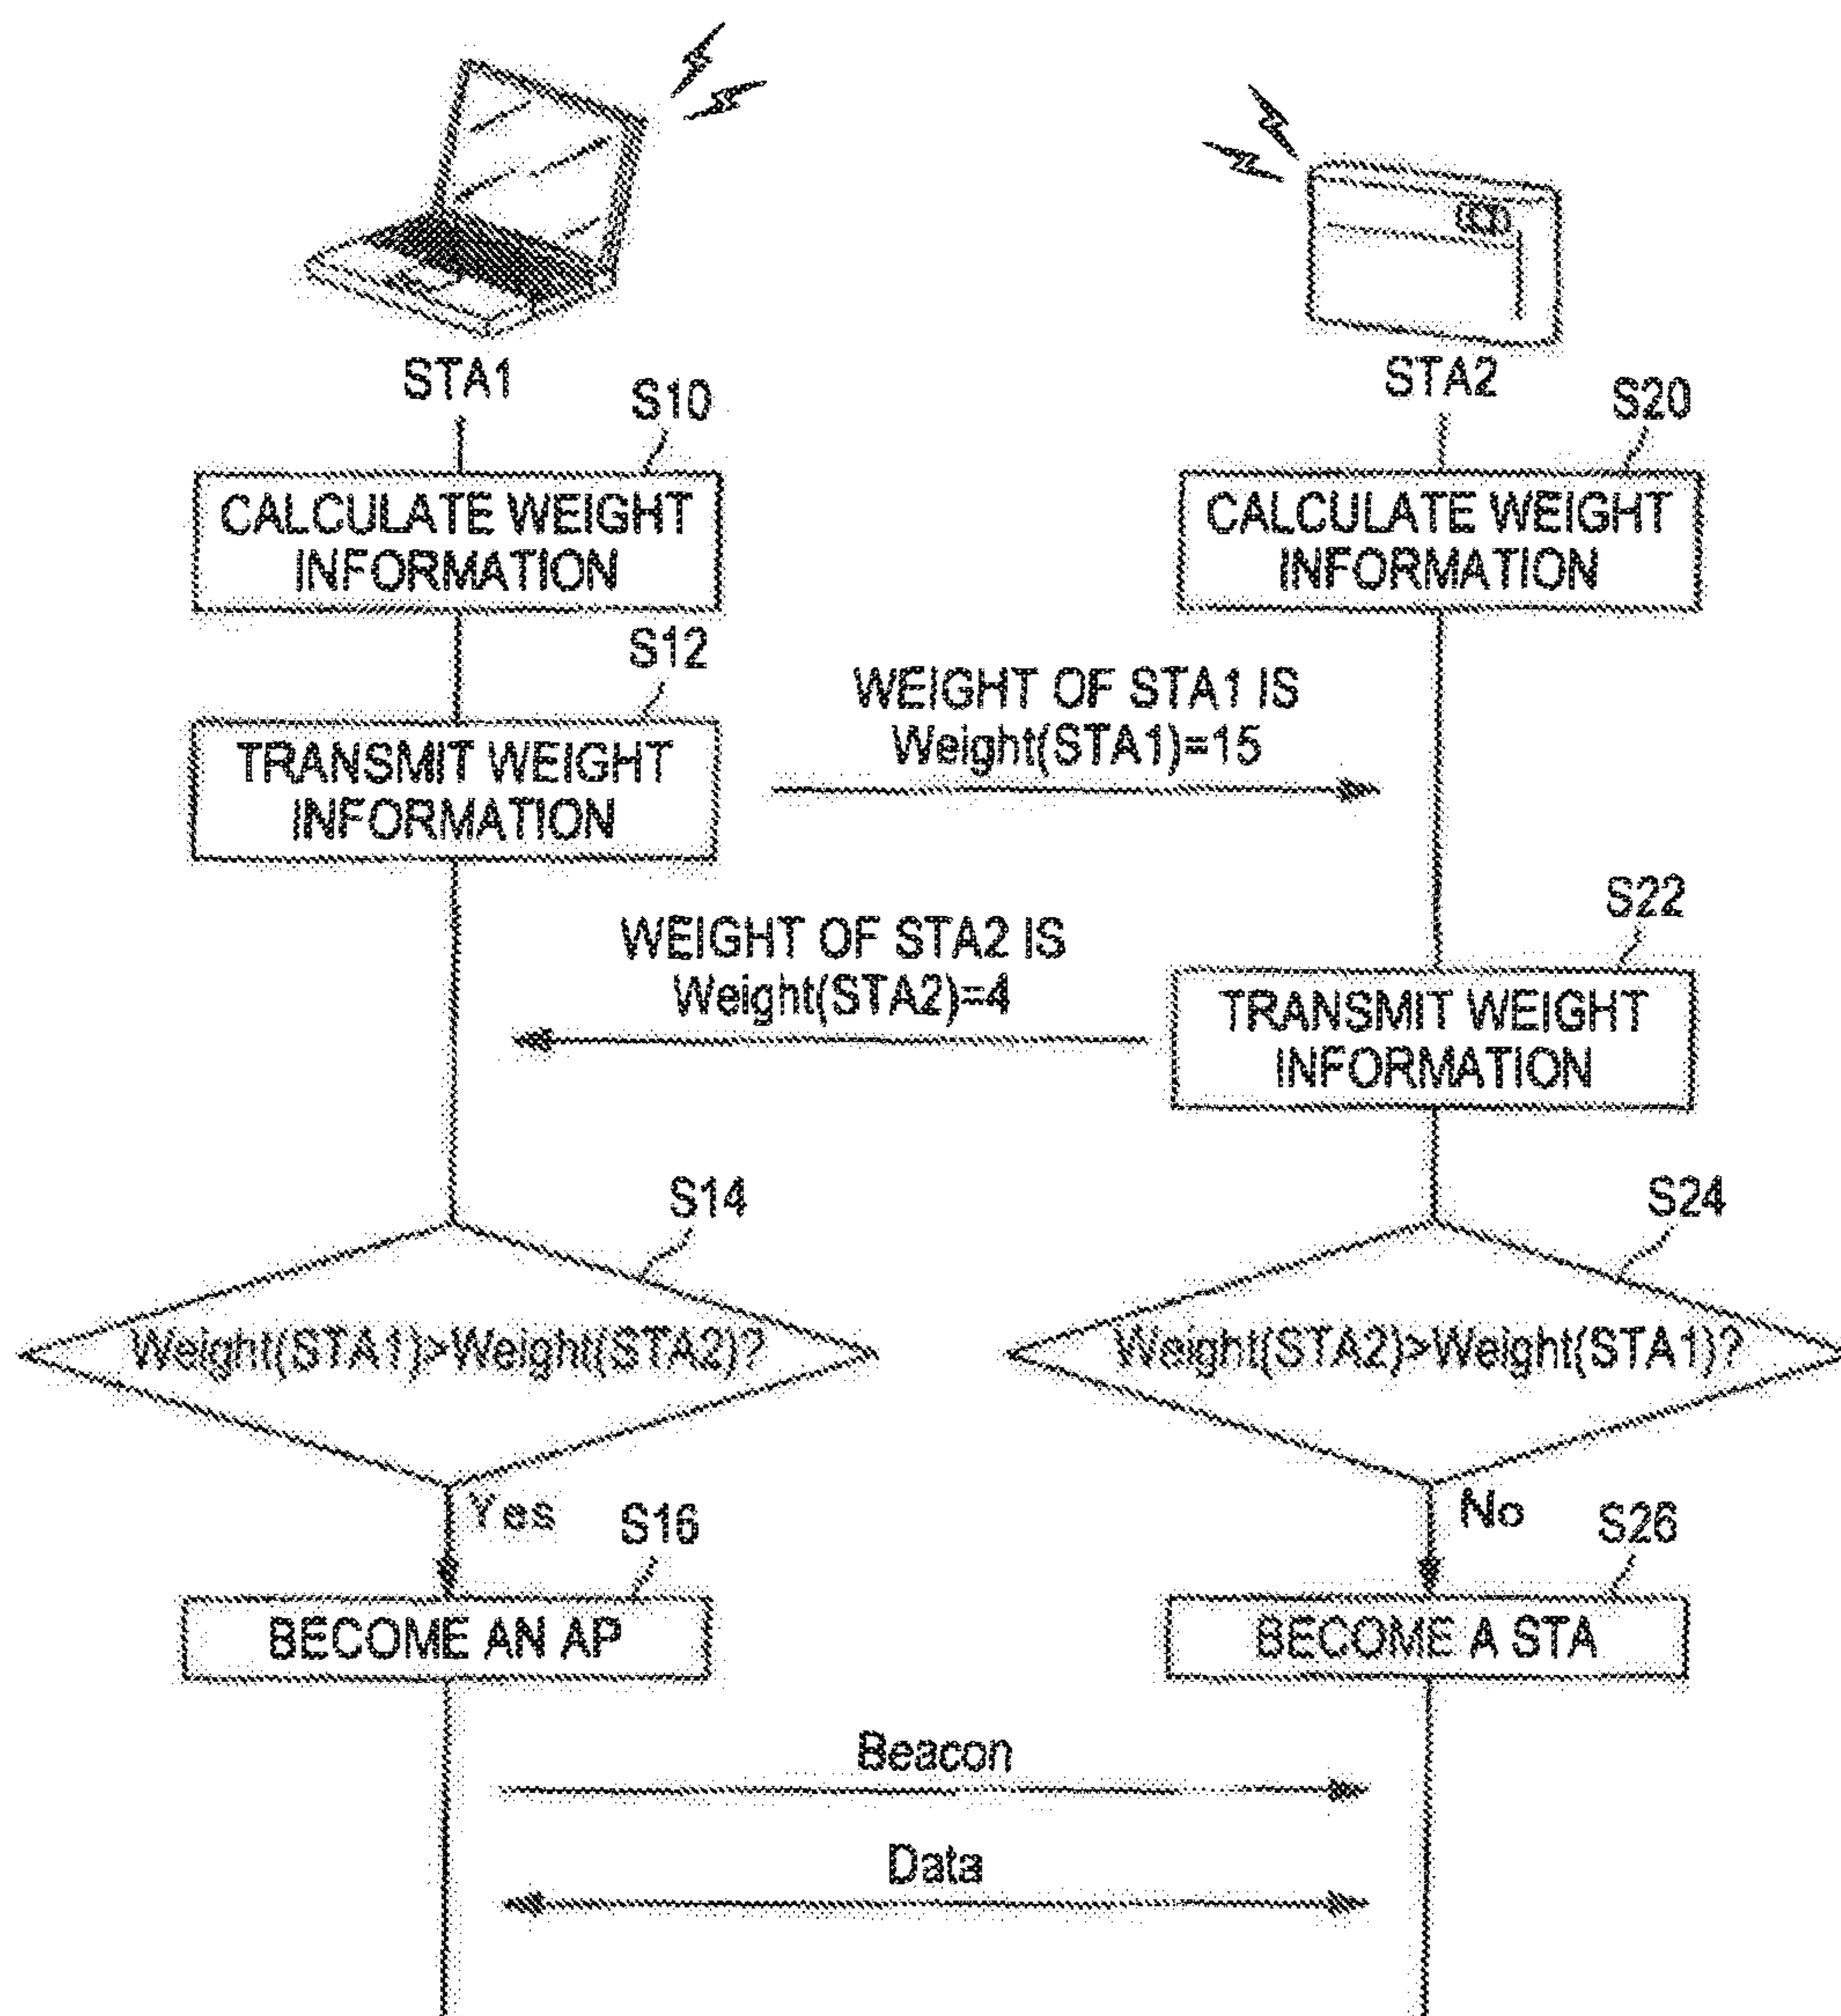 STA1
STA2
S10
S20
CALCULATE WEIGHT
INFORMATION
CALCULATE WEIGHT
INFORMATION
S12
WEIGHT OF STA1 IS
Weight(STA1)=15
TRANSMIT WEIGHT
INFORMATION
S22
WEIGHT OF STA2 IS
Weight(STA2)=4
TRANSMIT WEIGHT
INFORMATION
S14
S24
Weight(STA1)>Weight(STA2)?
Weight(STA2)>Weight(STA1)?
Yes
No
S16
S26
BECOME AN AP
BECOME A STA
Beacon
Data